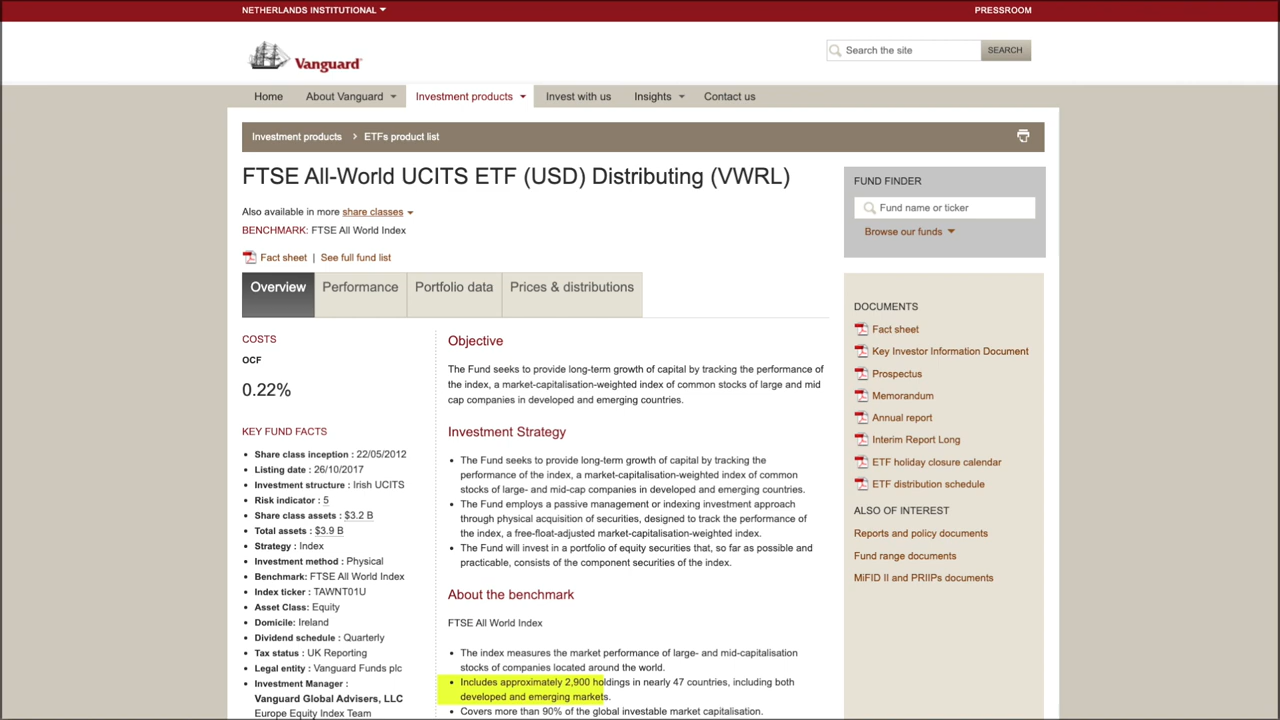 NETHERLANDS INSTITUTIONAL
PRESSROOM
Vanguard
Search the site
SEARCH
Home
About Vanguard
Investment products
Invest with us
Insights
Contact us
Investment products > ETFs product list
FTSE All-World UCITS ETF (USD) Distributing (VWRL)
Also available in more share classes
BENCHMARK: FTSE All World Index
Fact sheet | See full fund list
Overview
Performance
Portfolio data
Prices & distributions
COSTS
OCF
0.22%
KEY FUND FACTS
• Share class inception : 22/05/2012
• Listing date : 26/10/2017
• Investment structure : Irish UCITS
• Risk indicator : 5
• Share class assets : $3.2 B
• Total assets : $3.9 B
• Strategy : Index
• Investment method : Physical
• Benchmark: FTSE All World Index
• Index ticker : TAWNT01U
• Asset Class: Equity
• Domicile: Ireland
• Dividend schedule : Quarterly
• Tax status : UK Reporting
• Legal entity : Vanguard Funds plc
• Investment Manager :
Vanguard Global Advisers, LLC
Europe Equity Index Team
Objective
The Fund seeks to provide long-term growth of capital by tracking the performance of
the index, a market-capitalisation-weighted index of common stocks of large and mid
cap companies in developed and emerging countries.
Investment Strategy
• The Fund seeks to provide long-term growth of capital by tracking the
performance of the index, a market-capitalisation-weighted index of common
stocks of large- and mid-cap companies in developed and emerging countries.
• The Fund employs a passive management or indexing investment approach
through physical acquisition of securities, designed to track the performance of
the index, a free-float-adjusted market-capitalisation-weighted index.
• The Fund will invest in a portfolio of equity securities that, so far as possible and
practicable, consists of the component securities of the index.
About the benchmark
FTSE All World Index
• The index measures the market performance of large- and mid-capitalisation
stocks of companies located around the world.
• Includes approximately 2,900 holdings in nearly 47 countries, including both
developed and emerging markets.
• Covers more than 90% of the global investable market capitalisation.
FUND FINDER
Fund name or ticker
Browse our funds
DOCUMENTS
Fact sheet
Key Investor Information Document
Prospectus
Memorandum
Annual report
Interim Report Long
ETF holiday closure calendar
ETF distribution schedule
ALSO OF INTEREST
Reports and policy documents
Fund range documents
MiFID II and PRIIPs documents